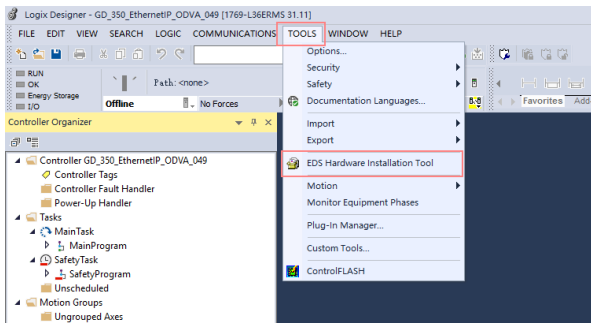 Logix Designer - GD_350_EthernetIP_ODVA_049 [1769-L36ERMS 31.11]
FILE EDIT VIEW SEARCH LOGIC COMMUNICATIONS TOOLS WINDOW HELP
RUN
OK
Energy Storage
I/O
Path: <none>
Offline
No Forces
Favorites
Controller Organizer
Controller GD_350_EthernetIP_ODVA_049
Controller Tags
Controller Fault Handler
Power-Up Handler
Tasks
MainTask
MainProgram
SafetyTask
SafetyProgram
Unscheduled
Motion Groups
Ungrouped Axes
Options...
Security
Safety
Documentation Languages...
Import
Export
EDS Hardware Installation Tool
Motion
Monitor Equipment Phases
Plug-In Manager...
Custom Tools...
ControlFLASH